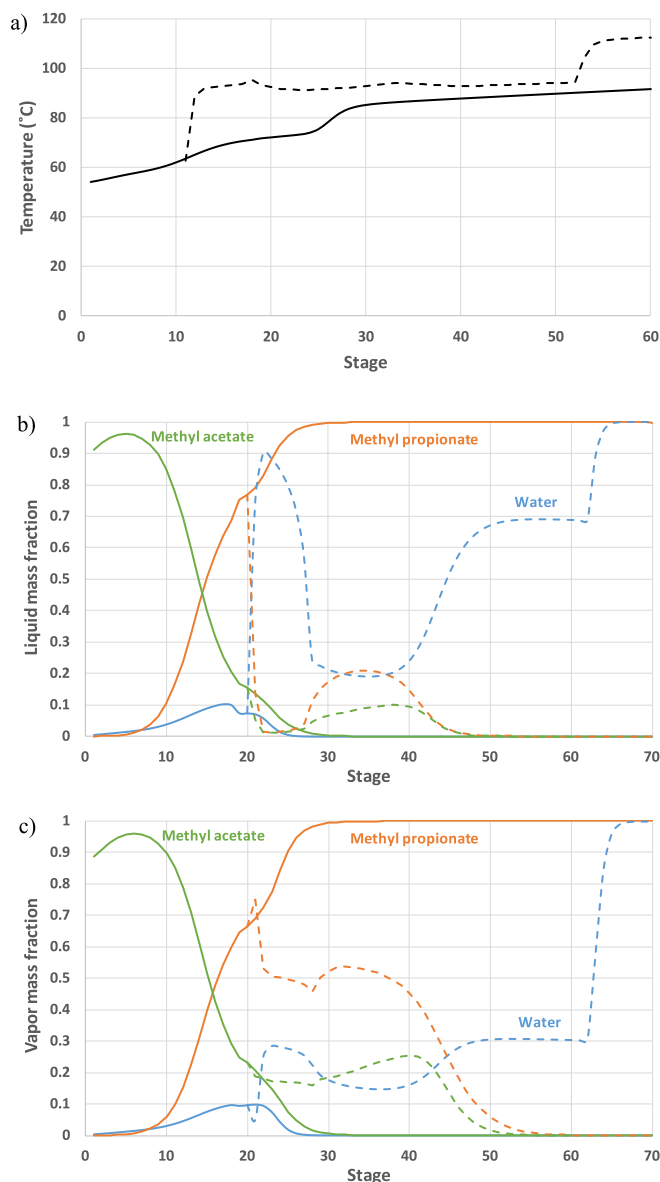 a)
120
100
80
60
40
20
0
Temperature (˚C)
0 10 20 30 40 50 60
Stage
b)
1
0.9
0.8
0.7
0.6
0.5
0.4
0.3
0.2
0.1
0
Liquid mass fraction
Methyl acetate
Methyl propionate
Water
0 10 20 30 40 50 60 70
Stage
c)
1
0.9
0.8
0.7
0.6
0.5
0.4
0.3
0.2
0.1
0
Vapor mass fraction
Methyl acetate
Methyl propionate
Water
0 10 20 30 40 50 60 70
Stage